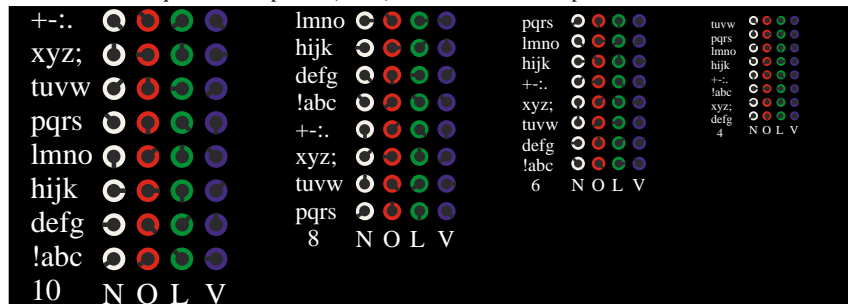 +-:.
xyz;
tuvw
pqrs
lmno
hijk
defg
!abc
10 N O L V
lmno
hijk
defg
!abc
+-:.
xyz;
tuvw
pqrs
8 N O L V
pqrs
lmno
hijk
+-:.
xyz;
tuvw
defg
!abc
6 N O L V
tuvw
pqrs
lmno
hijk
+-:.
!abc
xyz;
defg
4 N O L V